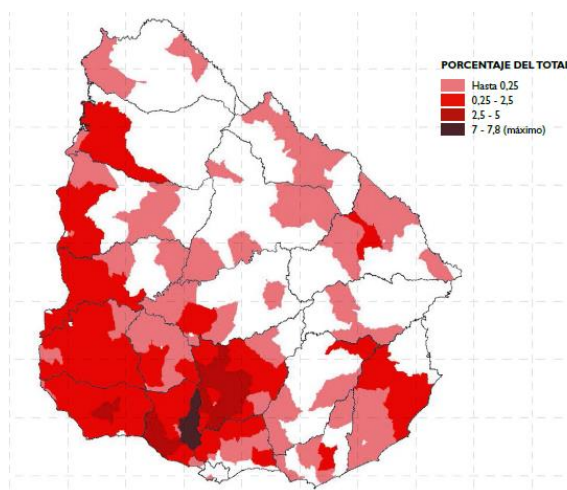 PORCENTAJE DEL TOTAL
Hasta 0,25
0,25 - 2,5
2,5 - 5
7 - 7,8 (máximo)